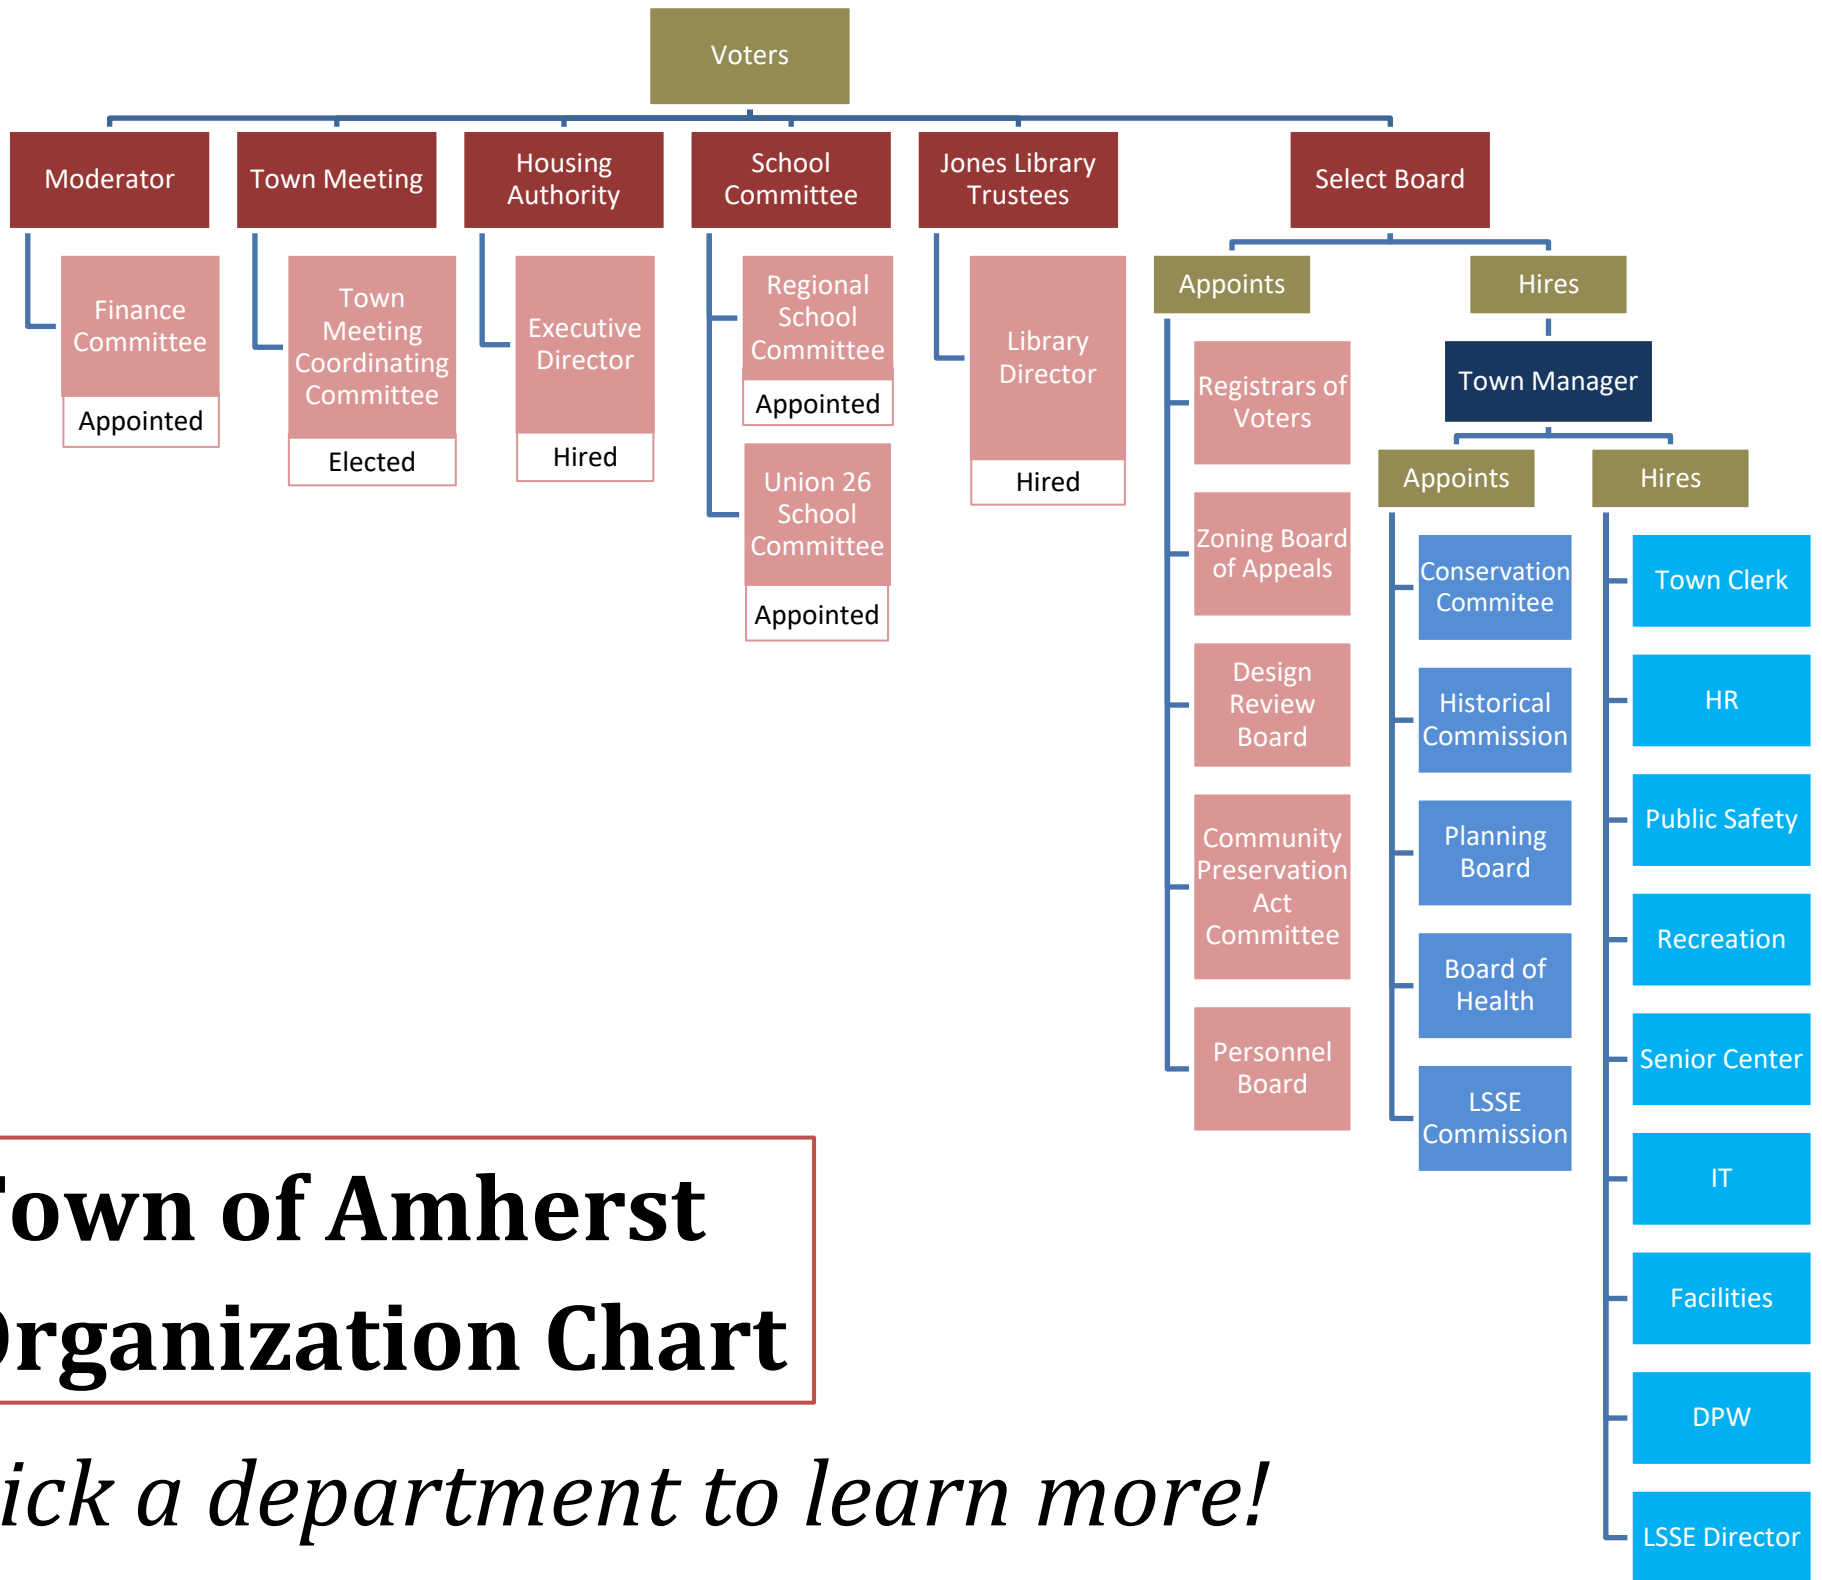 Voters
Moderator
Town Meeting
Housing
Authority
School
Committee
Jones Library
Trustees
Select Board
Finance
Committee
Appointed
Town
Meeting
Coordinating
Committee
Elected
Executive
Director
Hired
Regional
School
Committee
Appointed
Union 26
School
Committee
Appointed
Library
Director
Hired
Appoints
Registrars of
Voters
Zoning Board
of Appeals
Design
Review
Board
Community
Preservation
Act
Committee
Personnel
Board
Hires
Town Manager
Appoints
Conservation
Commitee
Historical
Commission
Planning
Board
Board of
Health
LSSE
Commission
Hires
Town Clerk
HR
Public Safety
Recreation
Senior Center
IT
Facilities
DPW
LSSE Director
Town of Amherst
Organization Chart
ick a department to learn more!